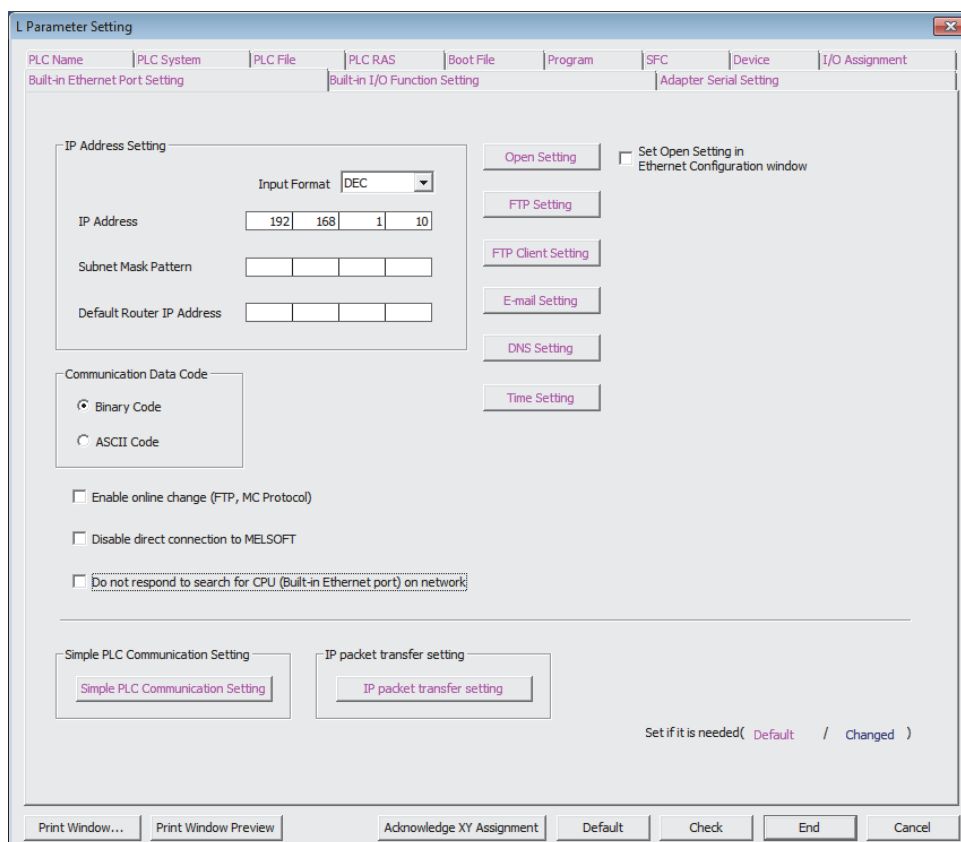 L Parameter Setting
PLC Name PLC System PLC File PLC RAS Boot File Program SFC Device I/O Assignment
Built-in Ethernet Port Setting Built-in I/O Function Setting Adapter Serial Setting
IP Address Setting
Input Format DEC
IP Address 192 168 1 10
Subnet Mask Pattern
Default Router IP Address
Open Setting
Set Open Setting in
Ethernet Configuration window
FTP Setting
FTP Client Setting
E-mail Setting
DNS Setting
Time Setting
Communication Data Code
Binary Code
ASCII Code
Enable online change (FTP, MC Protocol)
Disable direct connection to MELSOFT
Do not respond to search for CPU (Built-in Ethernet port) on network
Simple PLC Communication Setting
Simple PLC Communication Setting
IP packet transfer setting
IP packet transfer setting
Set if it is needed( Default / Changed )
Print Window... Print Window Preview Acknowledge XY Assignment Default Check End Cancel